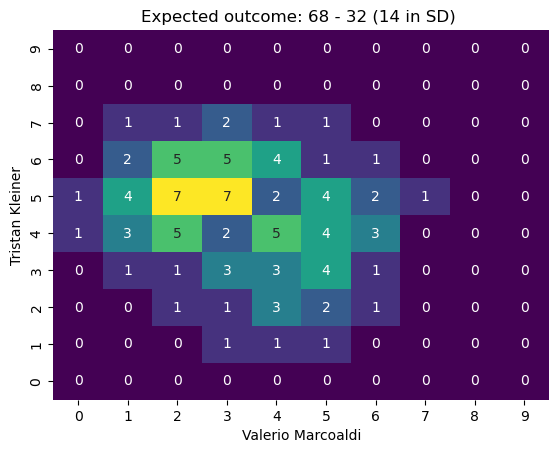 Expected outcome: 68 - 32 (14 in SD)
9 0 0 0 0 0 0 0 0 0 0
8 0 0 0 0 0 0 0 0 0 0
7 0 1 1 2 1 1 0 0 0 0
6 0 2 5 5 4 1 1 0 0 0
5 1 4 7 7 2 4 2 1 0 0
4 1 3 5 2 5 4 3 0 0 0
3 0 1 1 3 3 4 1 0 0 0
2 0 0 1 1 3 2 1 0 0 0
1 0 0 0 1 1 1 0 0 0 0
0 0 0 0 0 0 0 0 0 0 0
0 1 2 3 4 5 6 7 8 9
Tristan Kleiner
Valerio Marcoaldi